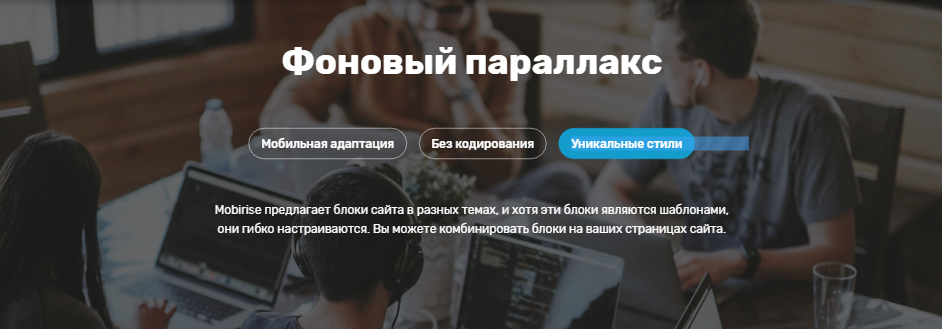 Фоновый параллакс
Мобильная адаптация Без кодирования Уникальные стили
Mobirise предлагает блоки сайта в разных темах, и хотя эти блоки являются шаблонами,
они гибко настраиваются. Вы можете комбинировать блоки на ваших страницах сайта.